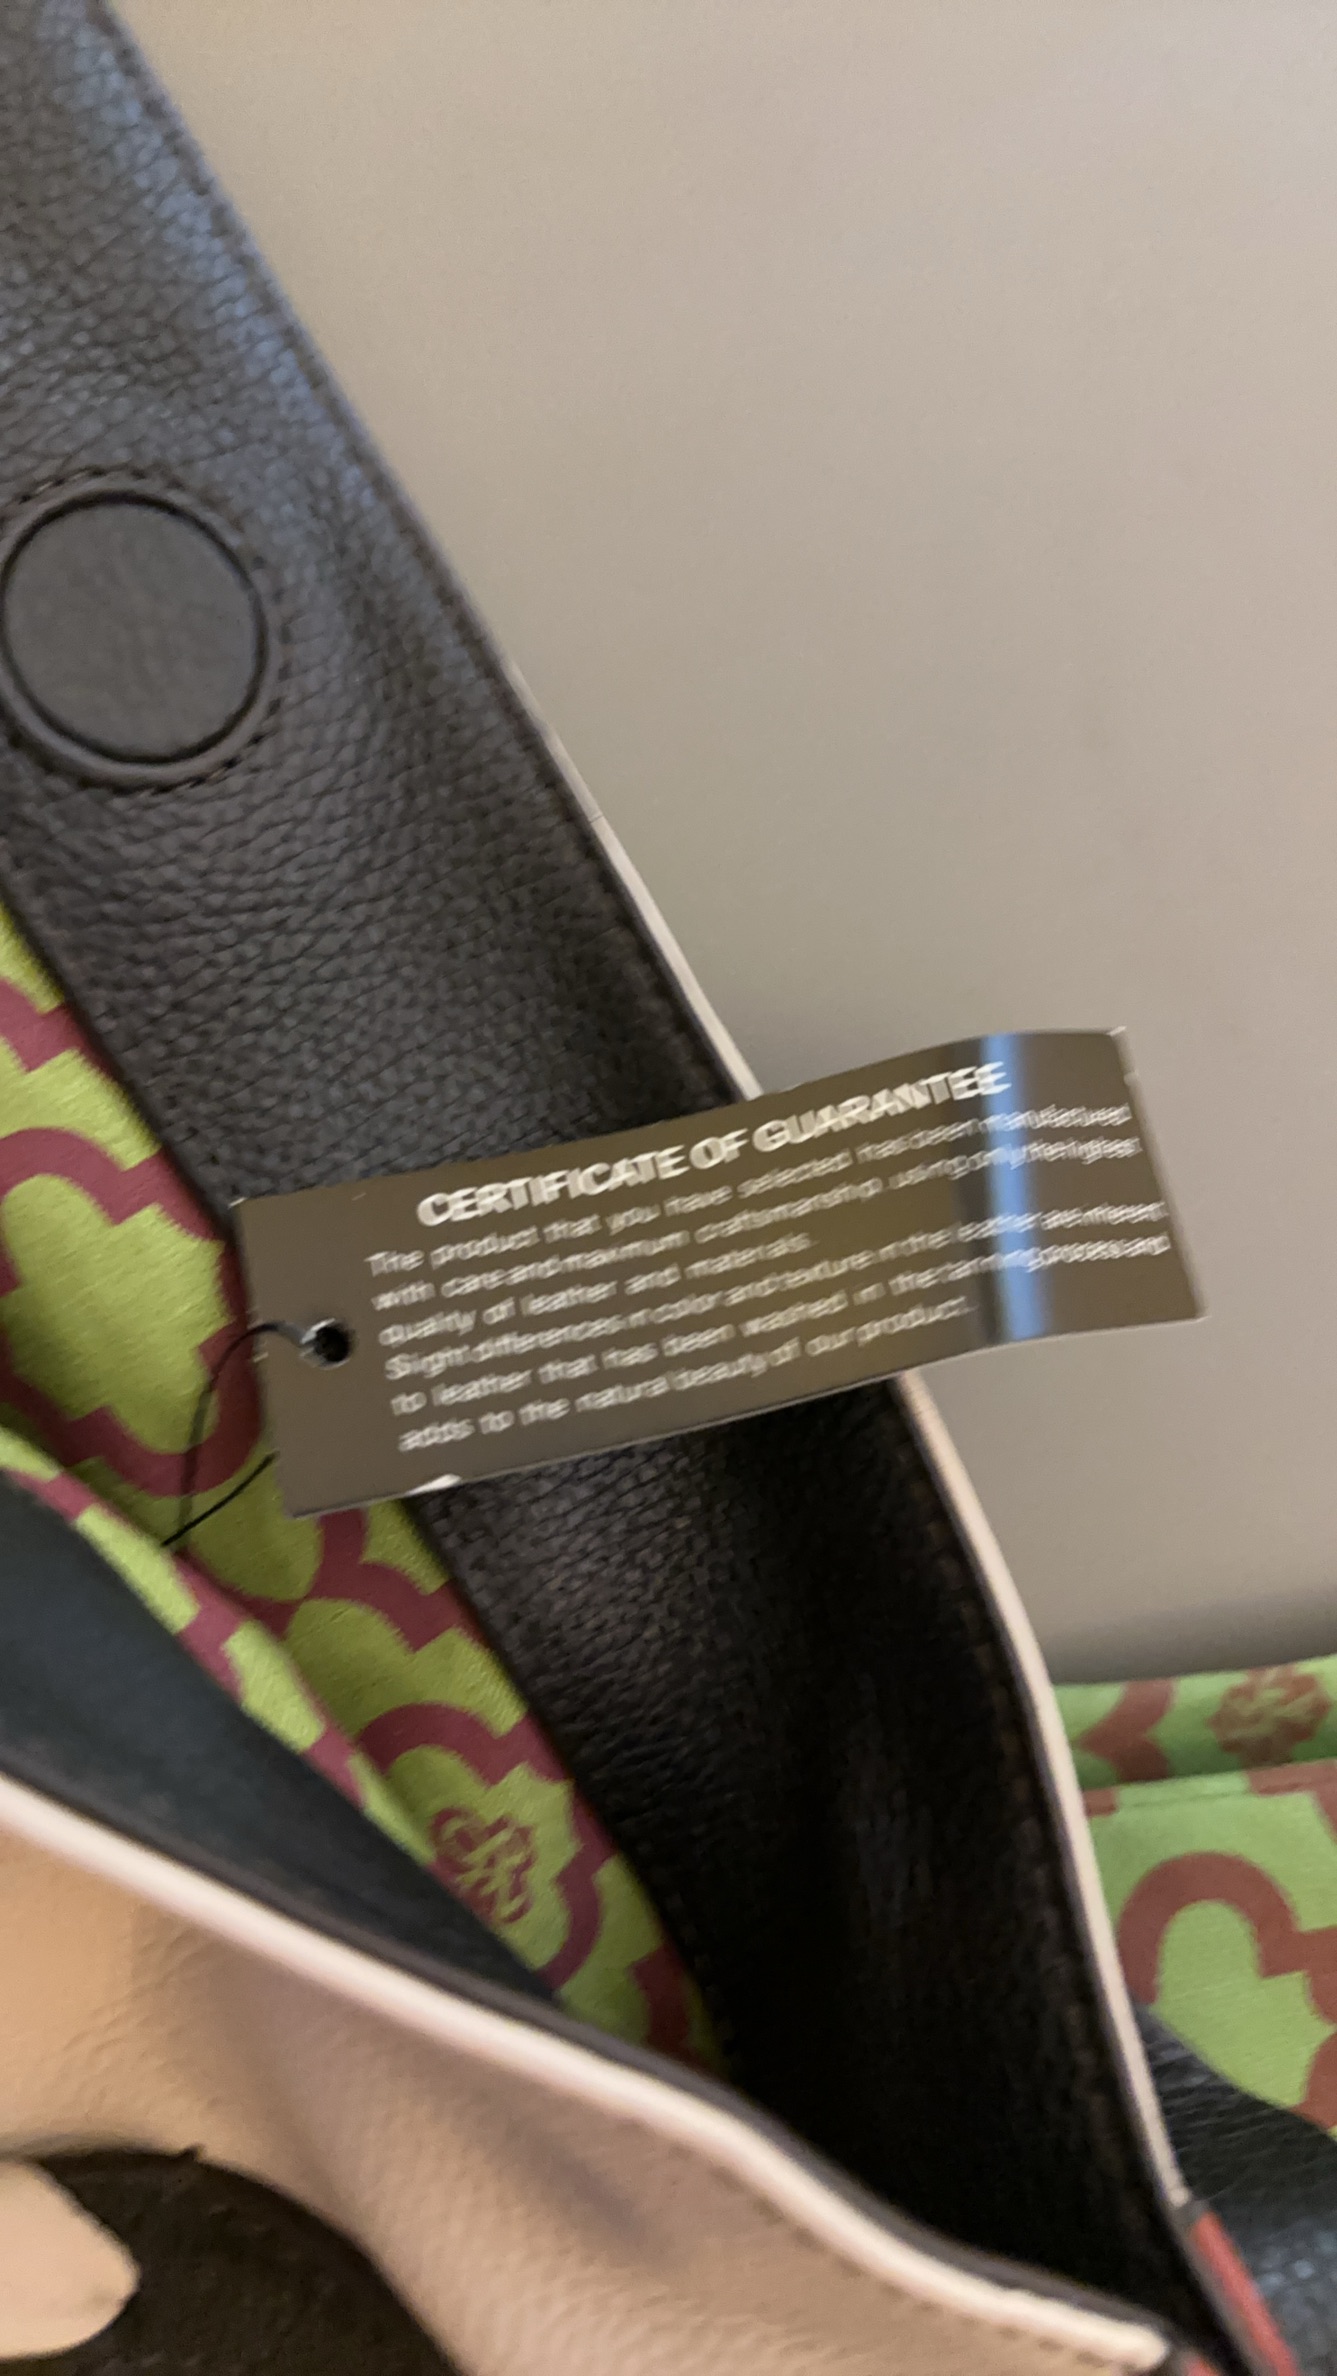 CERTIFICATE OF GUARANTEE
The product that you have selected has been manufactured
with care and maximum craftsmanship, using only the highest
quality of leather and materials.
Slight differences in color and texture in the leather are inherent
to leather that has been washed in the tanning process and
adds to the natural beauty of our product.